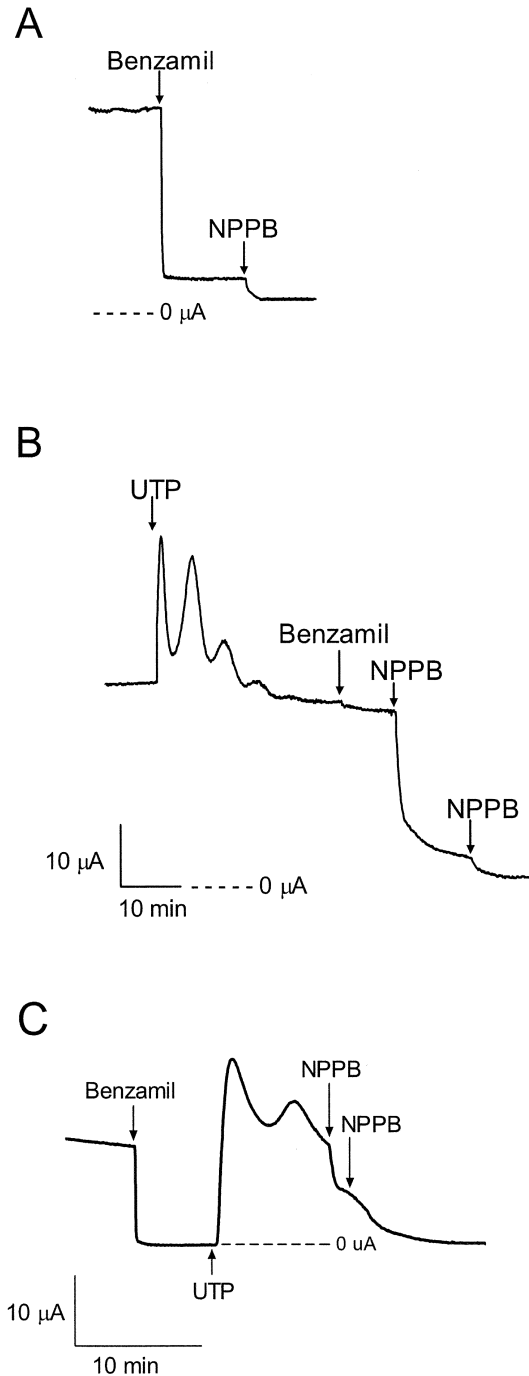 A
Benzamil
NPPB
0 μA
B
UTP
Benzamil
NPPB
NPPB
10 μA
0 μA
10 min
C
NPPB
Benzamil
NPPB
0 uA
UTP
10 μA
10 min